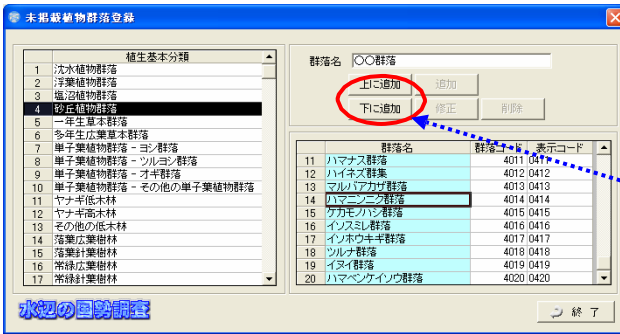 未掲載植物群落登録
植生基本分類
1 沈水植物群落
2 浮葉植物群落
3 塩沼植物群落
4 砂丘植物群落
5 一年生草本群落
6 多年生広葉草本群落
7 単子葉植物群落 - ヨシ群落
8 単子葉植物群落 - ツルヨシ群落
9 単子葉植物群落 - オギ群落
10 単子葉植物群落 - その他の単子葉植物群落
11 ヤナギ低木林
12 ヤナギ高木林
13 その他の低木林
14 落葉広葉樹林
15 落葉針葉樹林
16 常緑広葉樹林
17 常緑針葉樹林
群落名 〇〇群落
上に追加 追加
下に追加 修正 削除
群落名 群落コード 表示コード
11 ハマナス群落 4011 0411
12 ハイネズ群集 4012 0412
13 マルバアカザ群落 4013 0413
14 ハマニンニク群落 4014 0414
15 ケカモノハシ群落 4015 0415
16 イソスミレ群落 4016 0416
17 イソホウキギ群落 4017 0417
18 ツルナ群落 4018 0418
19 イヌイ群落 4019 0419
20 ハマベンケイソウ群落 4020 0420
水辺の国勢調査
終 了